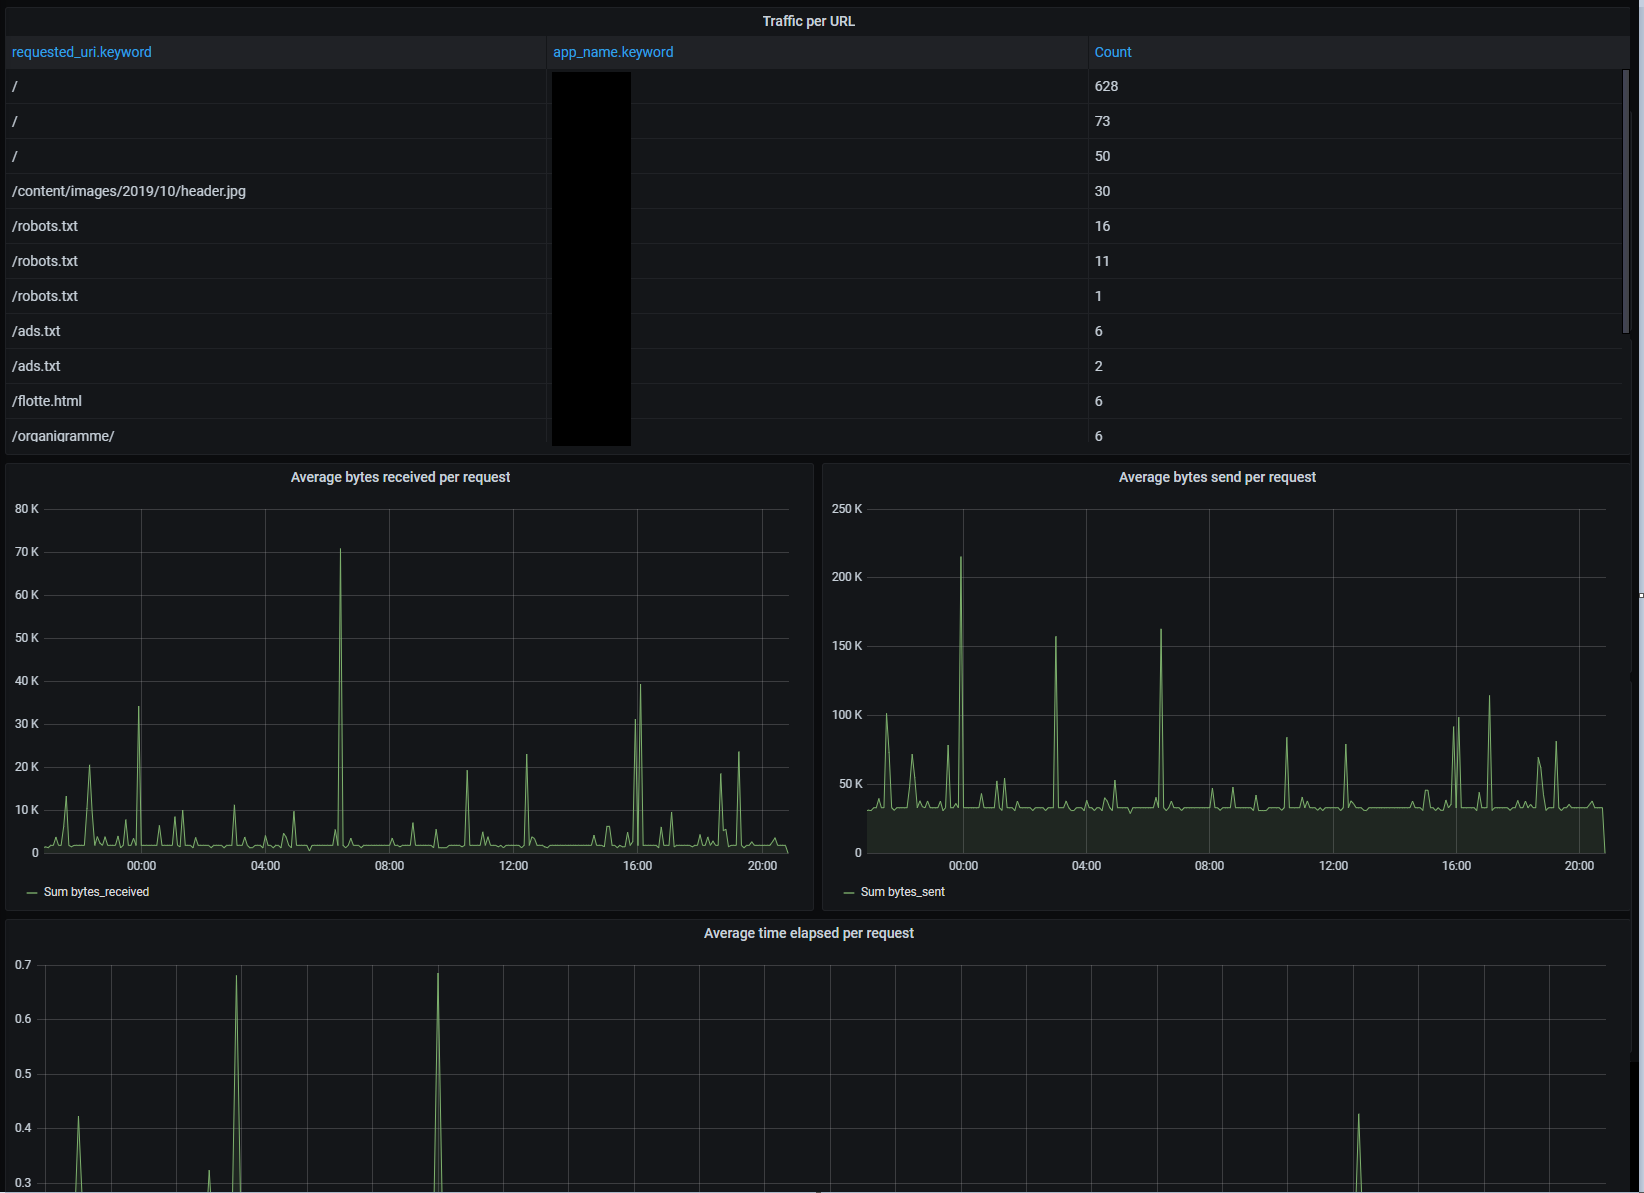 Traffic per URL
requested_uri.keyword app_name.keyword Count
/ 628
/ 73
/ 50
/content/images/2019/10/header.jpg 30
/robots.txt 16
/robots.txt 11
/robots.txt 1
/ads.txt 6
/ads.txt 2
/flotte.html 6
/organigramme/ 6
Average bytes received per request
80 K
70 K
60 K
50 K
40 K
30 K
20 K
10 K
0
00:00 04:00 08:00 12:00 16:00 20:00
Sum bytes_received
Average bytes send per request
250 K
200 K
150 K
100 K
50 K
0
00:00 04:00 08:00 12:00 16:00 20:00
Sum bytes_sent
Average time elapsed per request
0.7
0.6
0.5
0.4
0.3